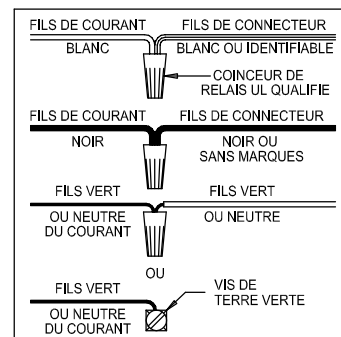 FILS DE COURANT FILS DE CONNECTEUR
BLANC BLANC OU IDENTIFIABLE
COINCEUR DE
RELAIS UL QUALIFIE
FILS DE COURANT FILS DE CONNECTEUR
NOIR NOIR OU
SANS MARQUES
FILS VERT FILS VERT
OU NEUTRE OU NEUTRE
DU COURANT
OU
FILS VERT VIS DE
TERRE VERTE
OU NEUTRE
DU COURANT